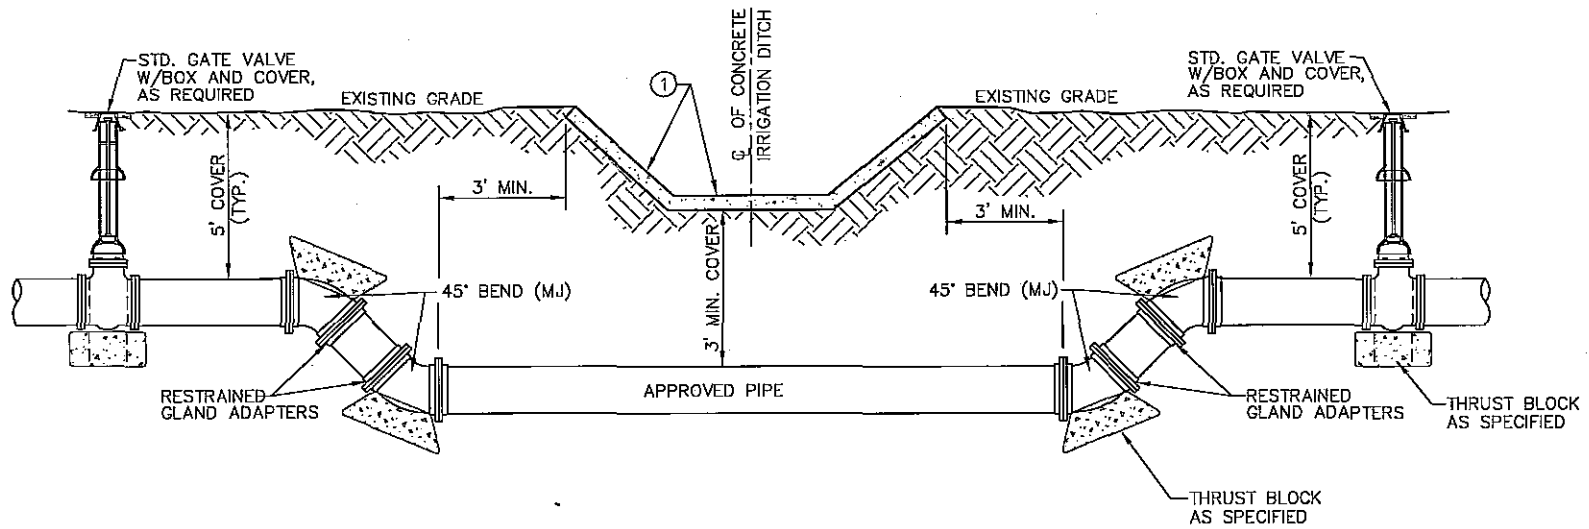 STD. GATE VALVE
W/BOX AND COVER,
AS REQUIRED
EXISTING GRADE
1
℄ OF CONCRETE
IRRIGATION DITCH
EXISTING GRADE
STD. GATE VALVE
W/BOX AND COVER,
AS REQUIRED
5' COVER
(TYP.)
3' MIN.
3' MIN. COVER
3' MIN.
5' COVER
(TYP.)
45° BEND (MJ)
45° BEND (MJ)
RESTRAINED
GLAND ADAPTERS
APPROVED PIPE
RESTRAINED
GLAND ADAPTERS
THRUST BLOCK
AS SPECIFIED
THRUST BLOCK
AS SPECIFIED